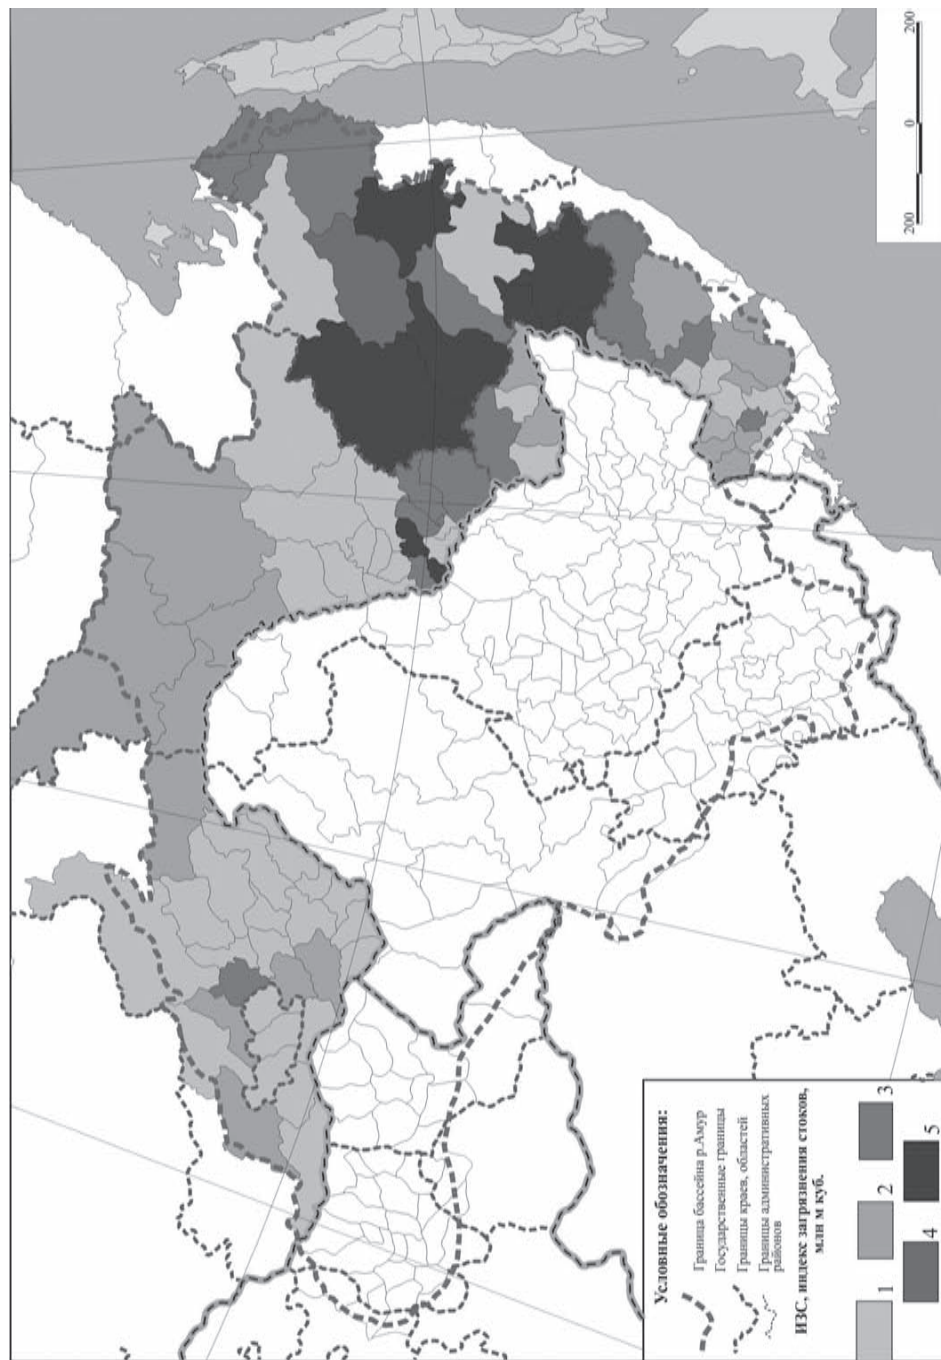 Условные обозначения:
Граница бассейна р.Амур
Государственные границы
Границы краев, областей
Границы административных
районов
ИЗС, индекс загрязнения стоков,
млн м куб.
1
2
3
4
5
200
0
200